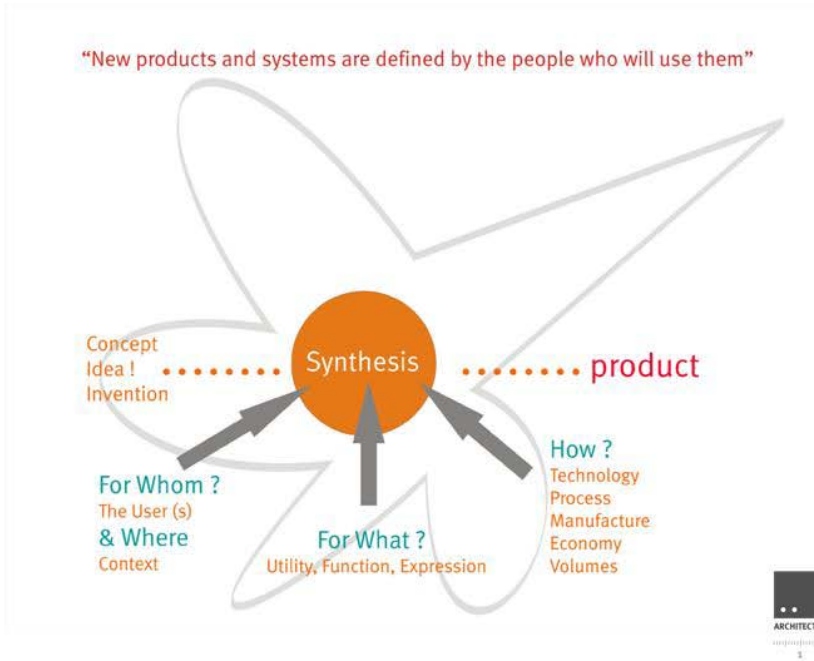 “New products and systems are defined by the people who will use them”
Concept
Idea !
Invention
Synthesis
product
For Whom ?
The User (s)
& Where
Context
For What ?
Utility, Function, Expression
How ?
Technology
Process
Manufacture
Economy
Volumes
ARCHITECT
1